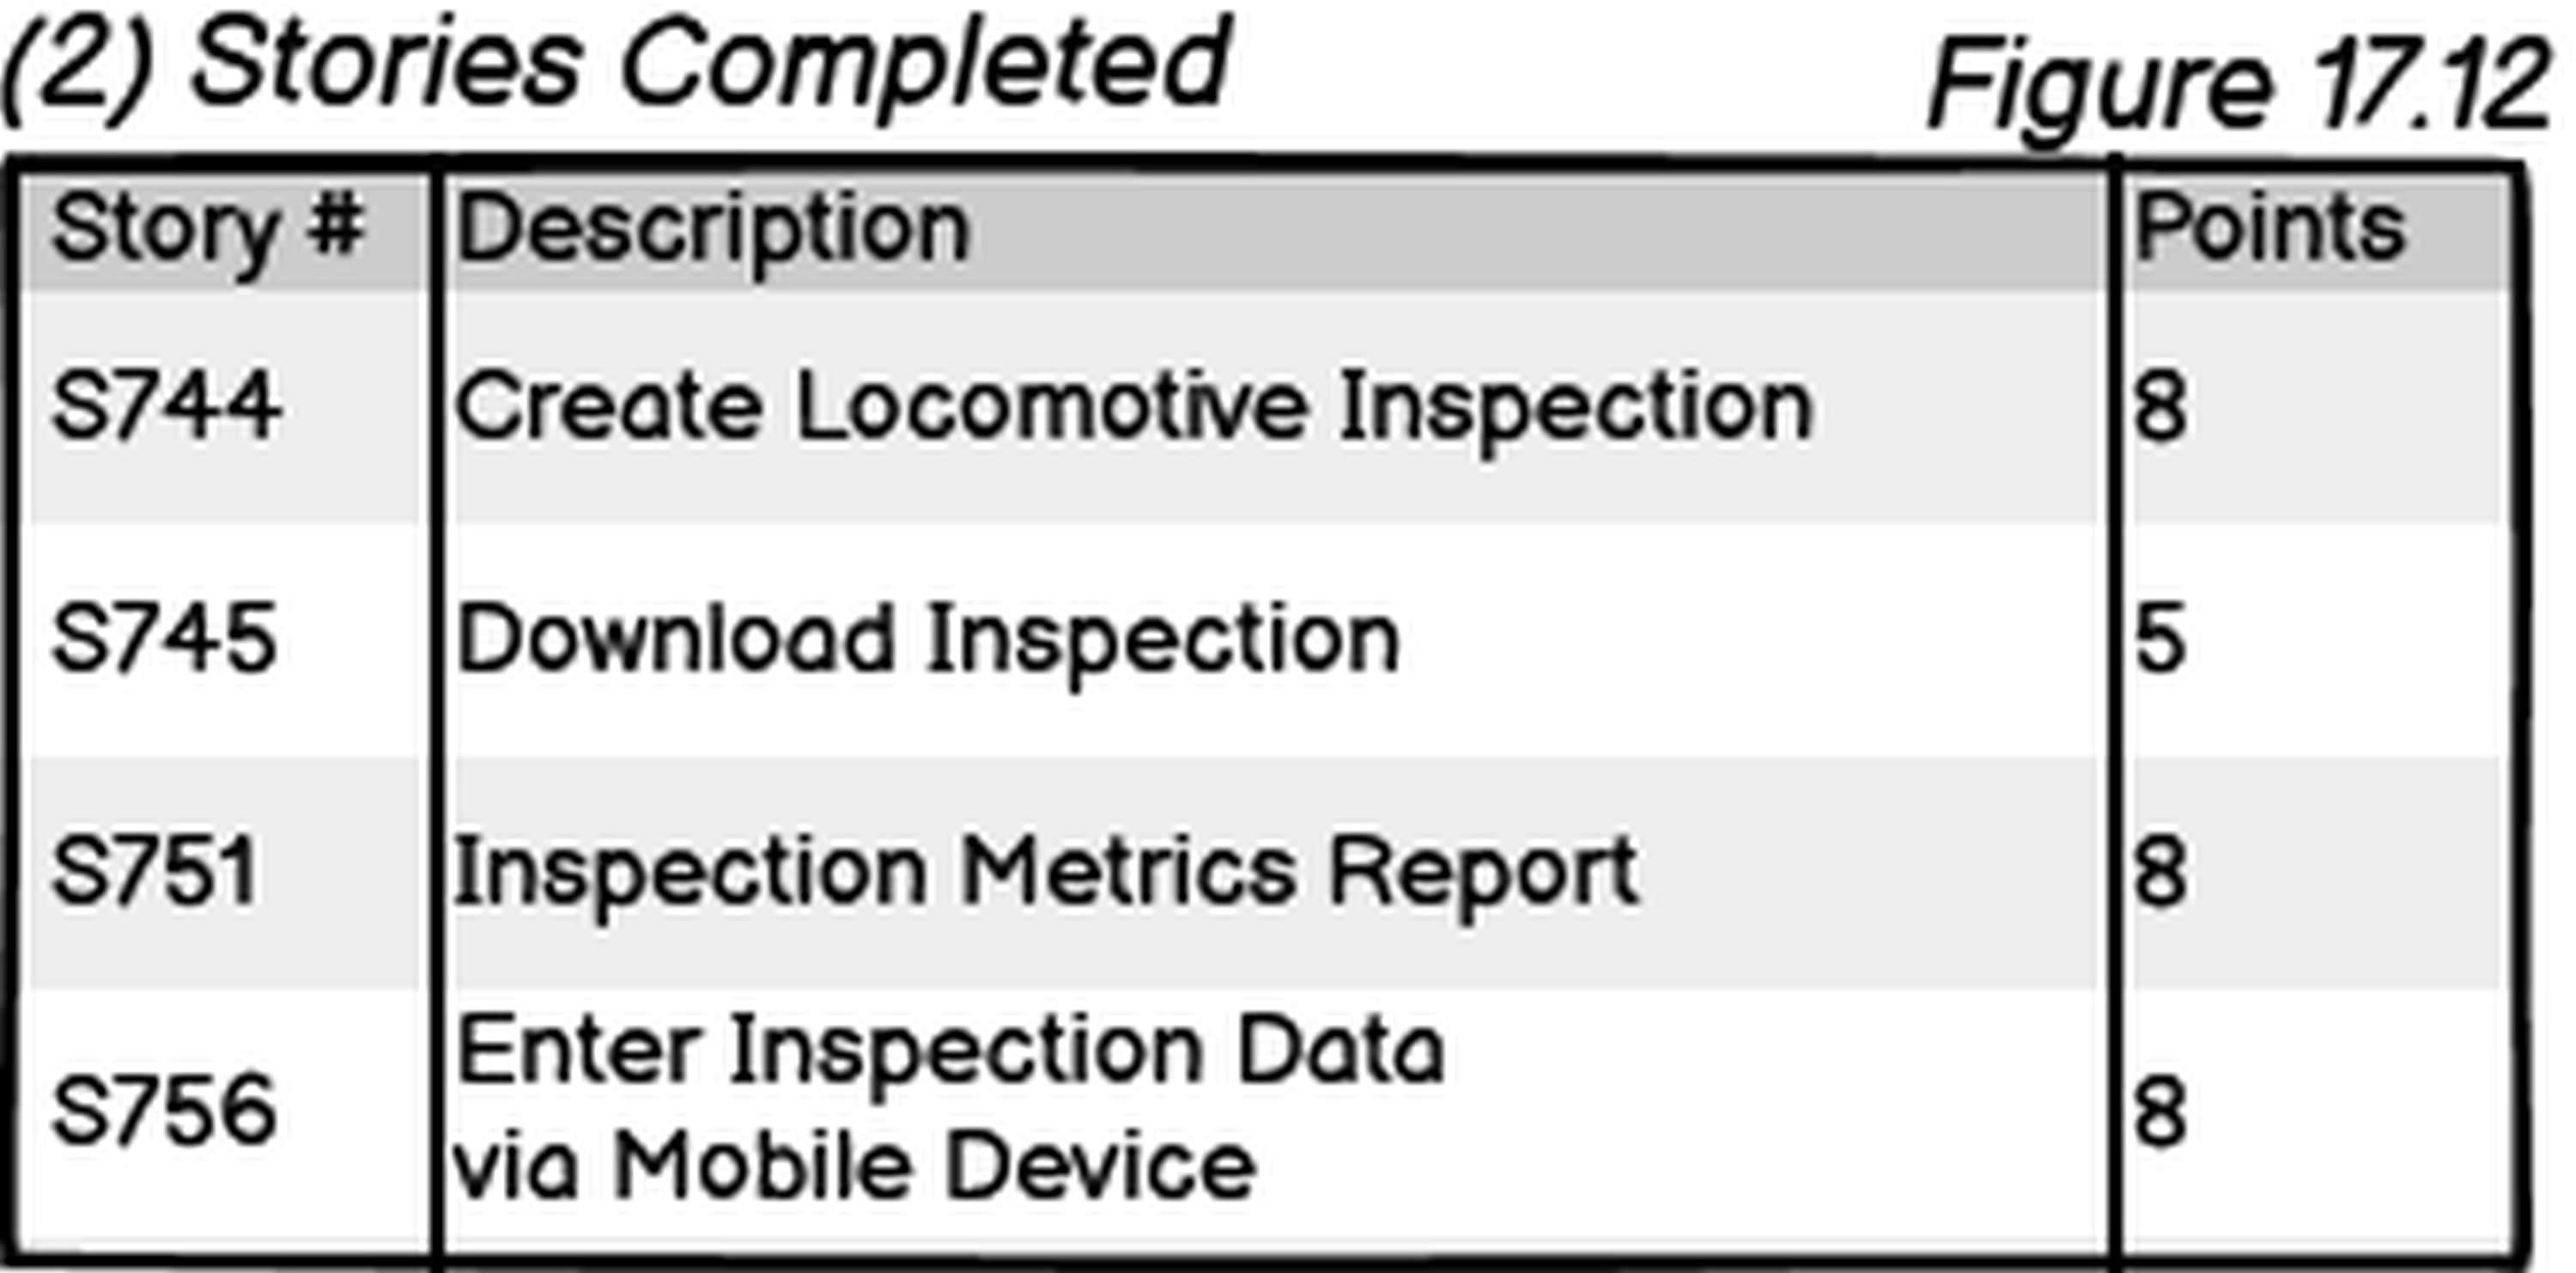 (2) Stories Completed Figure 17.12
Story # Description Points
S744 Create Locomotive Inspection 8
S745 Download Inspection 5
S751 Inspection Metrics Report 8
S756 Enter Inspection Data
via Mobile Device 8